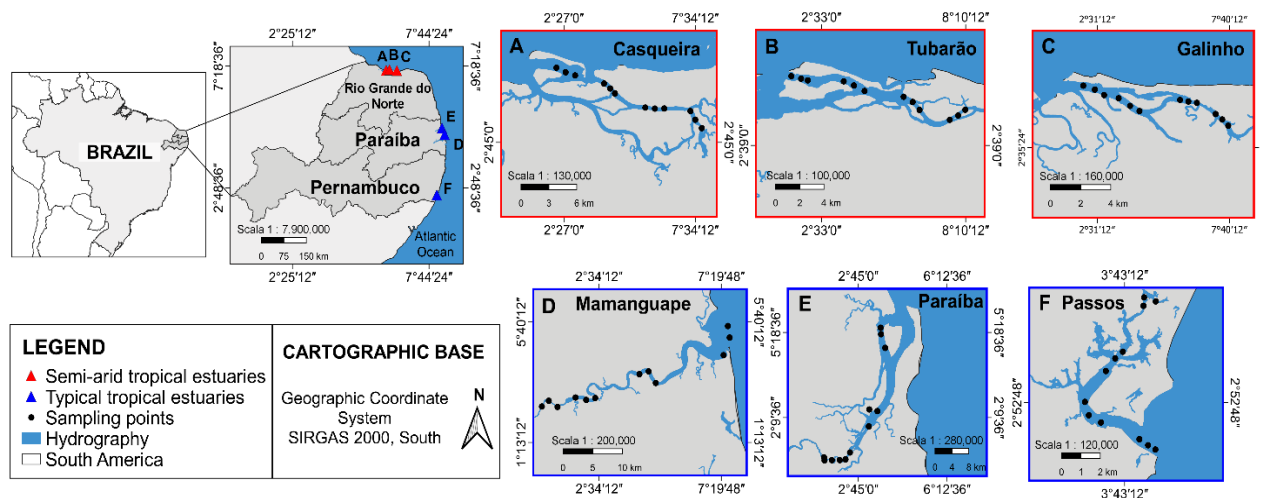 BRAZIL
2°25'12"
7°44'24"
7°18'36"
7°18'36"
A B C
Rio Grande do
Norte
E
Paraíba
D
Pernambuco
F
2°48'36"
2°48'36"
Scala 1 : 7,900,000
0 75 150 km
Atlantic
Ocean
2°25'12"
7°44'24"
2°27'0"
7°34'12"
A
Casqueira
2°45'0"
2°45'0"
Scala 1 : 130,000
0 3 6 km
2°27'0"
7°34'12"
2°33'0"
8°10'12"
B
Tubarão
2°39'0"
2°39'0"
Scala 1 : 100,000
0 2 4 km
2°33'0"
8°10'12"
2°31'12"
7°40'12"
C
Galinho
2°35'24"
Scala 1 : 160,000
0 2 4 km
2°31'12"
7°40'12"
2°34'12"
7°19'48"
D
Mamanguape
5°40'12"
5°40'12"
1°13'12"
1°13'12"
Scala 1 : 200,000
0 5 10 km
2°34'12"
7°19'48"
2°45'0"
6°12'36"
E
Paraíba
5°18'36"
5°18'36"
2°9'36"
2°9'36"
Scala 1 : 280,000
0 4 8 km
2°45'0"
6°12'36"
3°43'12"
F Passos
2°52'48"
2°52'48"
Scala 1 : 120,000
0 1 2 km
3°43'12"
LEGEND
Semi-arid tropical estuaries
Typical tropical estuaries
Sampling points
Hydrography
South America
CARTOGRAPHIC BASE
Geographic Coordinate
System
SIRGAS 2000, South
N